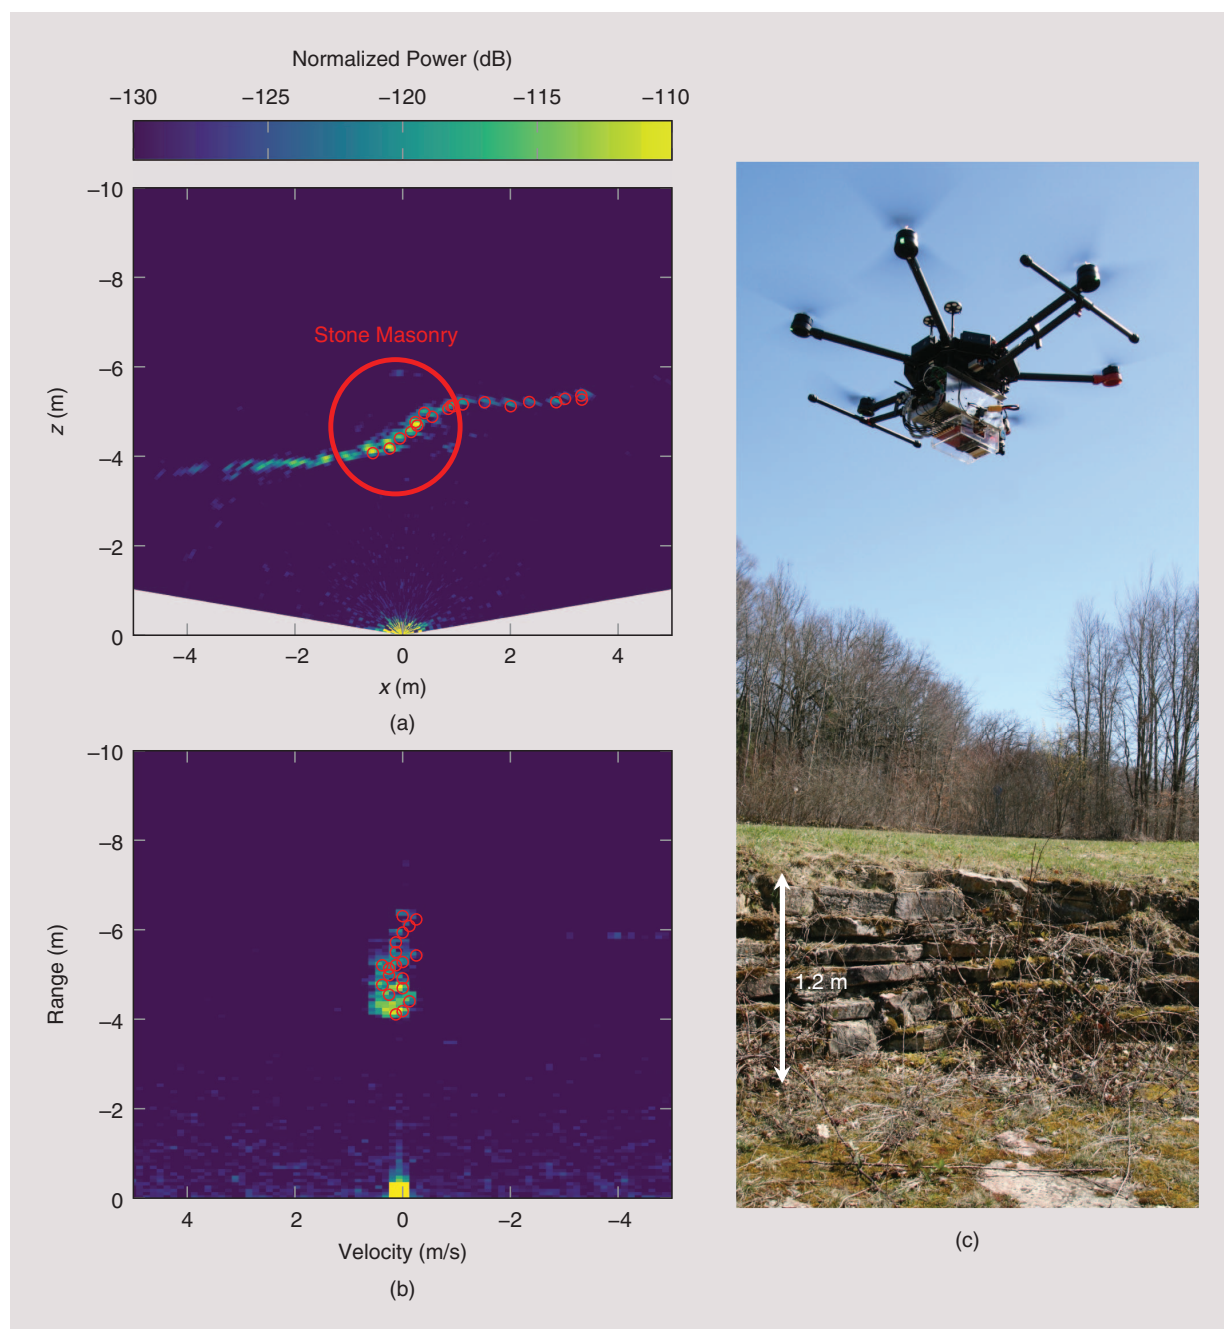 Normalized Power (dB)
–130 –125 –120 –115 –110
–10
–8
–6
–4
–2
0
z (m)
Stone Masonry
–4 –2 0 2 4
x (m)
(a)
–10
–8
–6
–4
–2
0
Range (m)
4 2 0 –2 –4
Velocity (m/s)
(b)
1.2 m
(c)